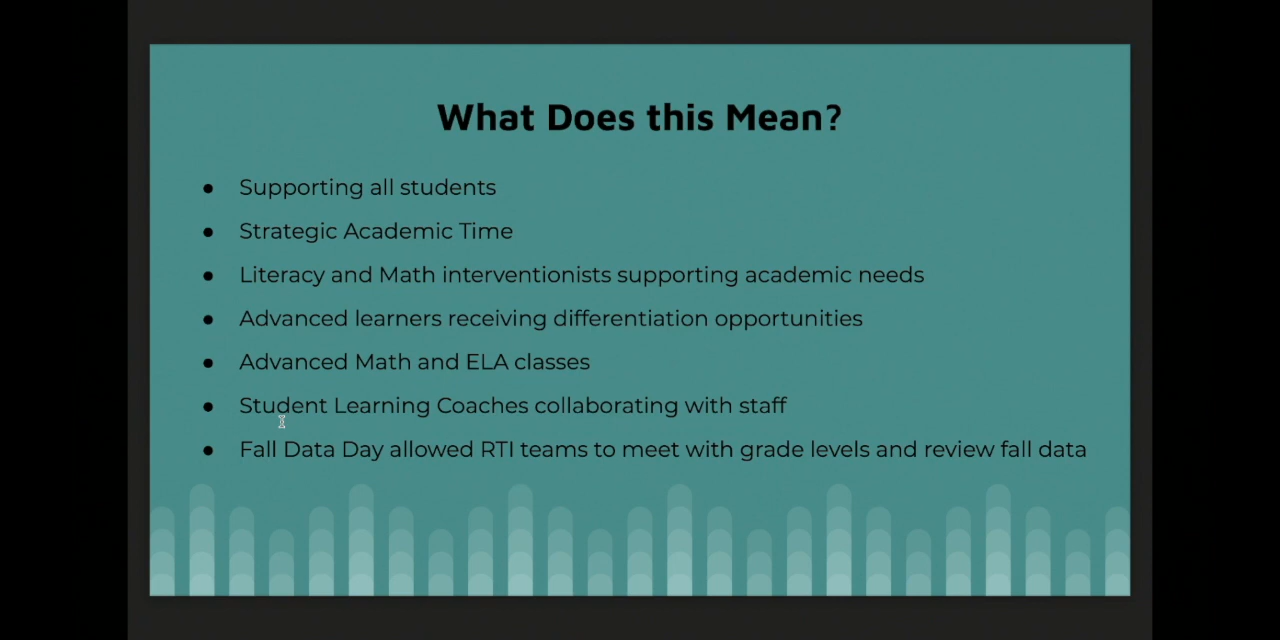 What Does this Mean?
● Supporting all students
● Strategic Academic Time
● Literacy and Math interventionists supporting academic needs
● Advanced learners receiving differentiation opportunities
● Advanced Math and ELA classes
● Student Learning Coaches collaborating with staff
● Fall Data Day allowed RTI teams to meet with grade levels and review fall data